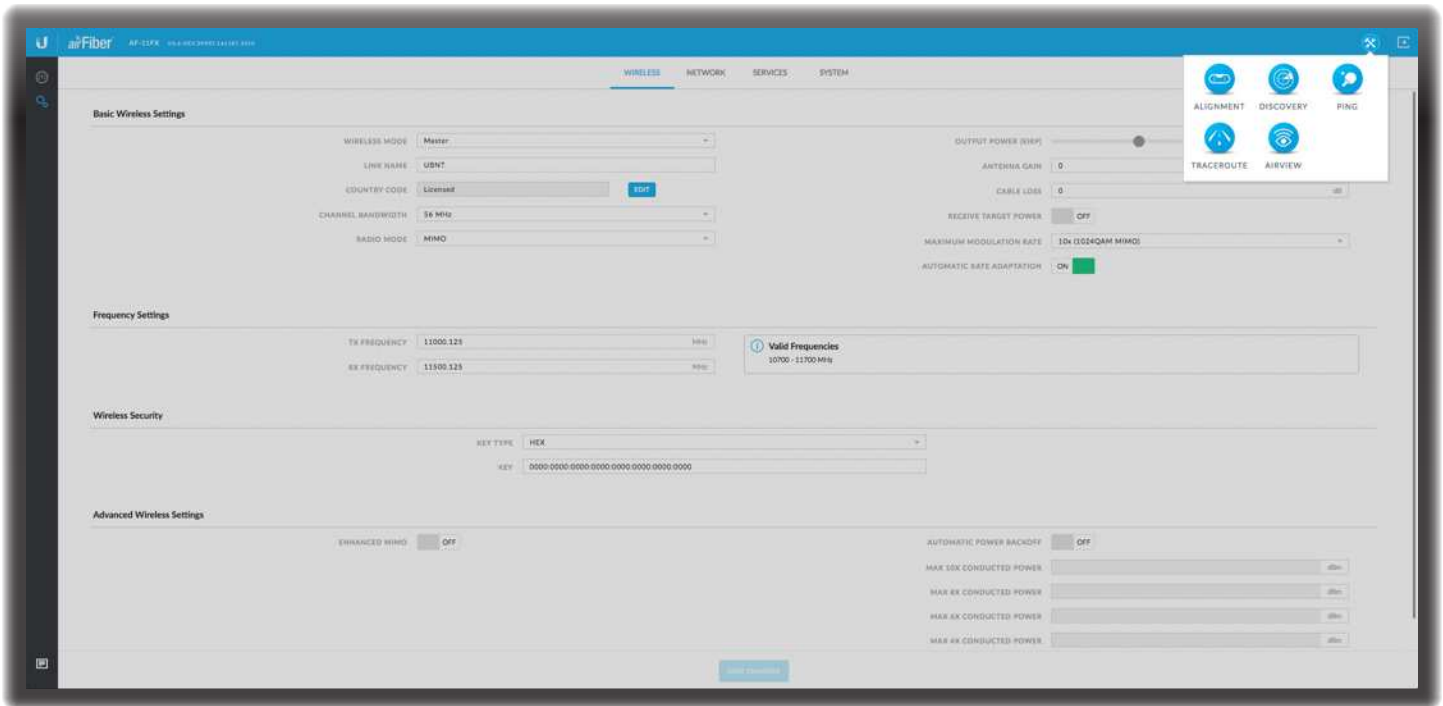 airFiber AF-11FX
WIRELESS NETWORK SERVICES SYSTEM
ALIGNMENT DISCOVERY PING
TRACEROUTE AIRVIEW
Basic Wireless Settings
WIRELESS MODE Master
LINK NAME UBNT
COUNTRY CODE Licensed EDIT
CHANNEL BANDWIDTH 56 MHz
RADIO MODE MIMO
OUTPUT POWER (EIRP)
ANTENNA GAIN 0
CABLE LOSS 0 dB
RECEIVE TARGET POWER OFF
MAXIMUM MODULATION RATE 10x (1024QAM MIMO)
AUTOMATIC RATE ADAPTATION ON
Frequency Settings
TX FREQUENCY 11000.125 MHz
RX FREQUENCY 11500.125 MHz
Valid Frequencies
10700 - 11700 MHz
Wireless Security
KEY TYPE HEX
KEY 0000:0000:0000:0000:0000:0000:0000:0000
Advanced Wireless Settings
ENHANCED MIMO OFF
AUTOMATIC POWER BACKOFF OFF
MAX 10X CONDUCTED POWER dBm
MAX 8X CONDUCTED POWER dBm
MAX 6X CONDUCTED POWER dBm
MAX 4X CONDUCTED POWER dBm